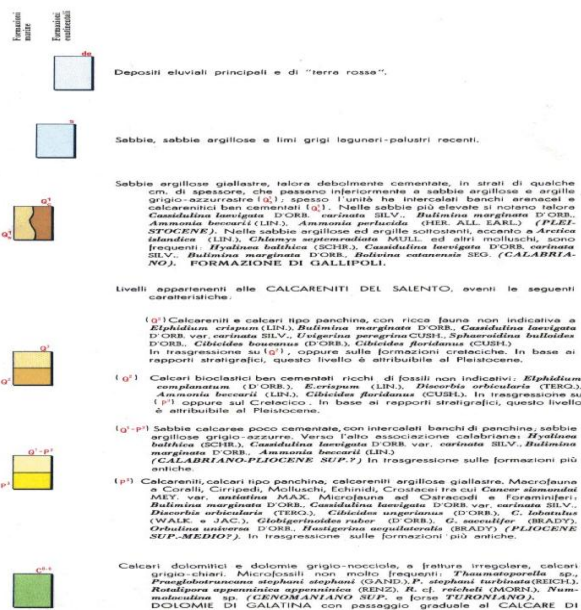 Formazioni marine
Formazioni continentali
de
Depositi eluviali principali e di "terra rossa".
s
Sabbie, sabbie argillose e limi grigi lagunari-palustri recenti.
Sabbie argillose giallastre, talora debolmente cementate, in strati di qualche
cm. di spessore, che passano inferiormente a sabbie argillose e argille
grigio-azzurrastre (Q¹₁); spesso l'unità ha intercalati banchi arenacei e
calcarenitici ben cementati (Q¹). Nelle sabbie più elevate si notano talora
Cassidulina laevigata D'ORB. carinata SILV., Bulimina marginata D'ORB.,
Ammonia beccarii (LIN.), Ammonia perlucida (HER. ALL. EARL.) (PLEI-
STOCENE). Nelle sabbie argillose ed argille sottostanti, accanto a Arctica
islandica (LIN.), Chlamys septemradiata MULL. ed altri molluschi, sono
frequenti: Hyalinea balthica (SCHR.), Cassidulina laevigata D'ORB. carinata
SILV., Bulimina marginata D'ORB., Bolivina catanensis SEG. (CALABRIA-
NO). FORMAZIONE DI GALLIPOLI.
Livelli appartenenti alle CALCARENITI DEL SALENTO, aventi le seguenti
caratteristiche:
(Q³) Calcareniti e calcari tipo panchina, con ricca fauna non indicativa a
Elphidium crispum (LIN.), Bulimina marginata D'ORB., Cassidulina laevigata
D'ORB. var. carinata SILV., Uvigerina peregrina CUSH., Sphaeroidina bulloides
D'ORB., Cibicides boueanus (D'ORB.), Cibicides floridanus (CUSH.)
In trasgressione su (Q²), oppure sulle formazioni cretaciche. In base ai
rapporti stratigrafici, questo livello è attribuibile al Pleistocene.
(Q²) Calcari bioclastici ben cementati ricchi di fossili non indicativi: Elphidium
complanatum (D'ORB.), E. crispum (LIN.), Discorbis orbicularis (TERQ.),
Ammonia beccarii (LIN.), Cibicides floridanus (CUSH.). In trasgressione su
(P³) oppure sul Cretacico. In base ai rapporti stratigrafici, questo livello
è attribuibile al Pleistocene.
(Q¹-P³) Sabbie calcaree poco cementate, con intercalati banchi di panchina; sabbie
argillose grigio-azzurre. Verso l'alto associazione calabriana: Hyalinea
balthica (SCHR.), Cassidulina laevigata D'ORB. var. carinata SILV., Bulimina
marginata D'ORB., Ammonia beccarii (LIN.)
(CALABRIANO-PLIOCENE SUP.?) In trasgressione sulle formazioni più
antiche.
(P³) Calcareniti, calcari tipo panchina, calcareniti argillose giallastre. Macrofauna
a Coralli, Cirripedi, Molluschi, Echinidi, Crostacei tra cui Cancer sismondai
MEY. var. antiatina MAX. Microfauna ad Ostracodi e Foraminiferi:
Bulimina marginata D'ORB., Cassidulina laevigata D'ORB. var. carinata SILV.,
Discorbis orbicularis (TERQ.), Cibicides ungerianus (D'ORB.), C. lobatulus
(WALK. e JAC.), Globigerinoides ruber (D'ORB.), G. sacculifer (BRADY),
Orbulina universa D'ORB., Hastigerina aequilateralis (BRADY) (PLIOCENE
SUP.-MEDIO?). In trasgressione sulle formazioni più antiche.
Calcari dolomitici e dolomie grigio-nocciola, a frattura irregolare, calcari
grigio-chiari. Microfossili non molto frequenti: Thaumatoporella sp.,
Praeglobotruncana stephani stephani (GAND.), P. stephani turbinata (REICH.),
Rotalipora appenninica appenninica (RENZ), R. cf. reicheli (MORN.), Num-
moloculina sp. (CENOMANIANO SUP. e forse TURONIANO).
DOLOMIE DI GALATINA con passaggio graduale ai CALCARE DI